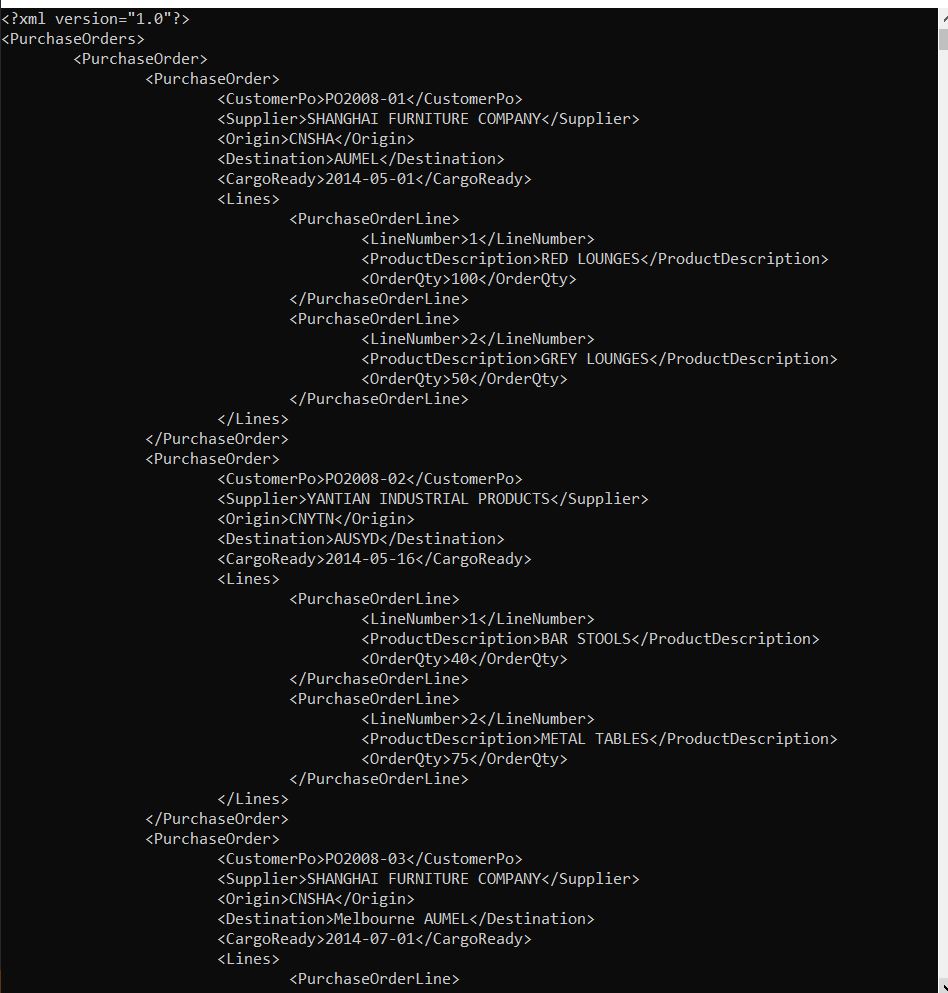 <?xml version="1.0"?>
<PurchaseOrders>
<PurchaseOrder>
<PurchaseOrder>
<CustomerPo>PO2008-01</CustomerPo>
<Supplier>SHANGHAI FURNITURE COMPANY</Supplier>
<Origin>CNSHA</Origin>
<Destination>AUMEL</Destination>
<CargoReady>2014-05-01</CargoReady>
<Lines>
<PurchaseOrderLine>
<LineNumber>1</LineNumber>
<ProductDescription>RED LOUNGES</ProductDescription>
<OrderQty>100</OrderQty>
</PurchaseOrderLine>
<PurchaseOrderLine>
<LineNumber>2</LineNumber>
<ProductDescription>GREY LOUNGES</ProductDescription>
<OrderQty>50</OrderQty>
</PurchaseOrderLine>
</Lines>
</PurchaseOrder>
<PurchaseOrder>
<CustomerPo>PO2008-02</CustomerPo>
<Supplier>YANTIAN INDUSTRIAL PRODUCTS</Supplier>
<Origin>CNYTN</Origin>
<Destination>AUSYD</Destination>
<CargoReady>2014-05-16</CargoReady>
<Lines>
<PurchaseOrderLine>
<LineNumber>1</LineNumber>
<ProductDescription>BAR STOOLS</ProductDescription>
<OrderQty>40</OrderQty>
</PurchaseOrderLine>
<PurchaseOrderLine>
<LineNumber>2</LineNumber>
<ProductDescription>METAL TABLES</ProductDescription>
<OrderQty>75</OrderQty>
</PurchaseOrderLine>
</Lines>
</PurchaseOrder>
<PurchaseOrder>
<CustomerPo>PO2008-03</CustomerPo>
<Supplier>SHANGHAI FURNITURE COMPANY</Supplier>
<Origin>CNSHA</Origin>
<Destination>Melbourne AUMEL</Destination>
<CargoReady>2014-07-01</CargoReady>
<Lines>
<PurchaseOrderLine>